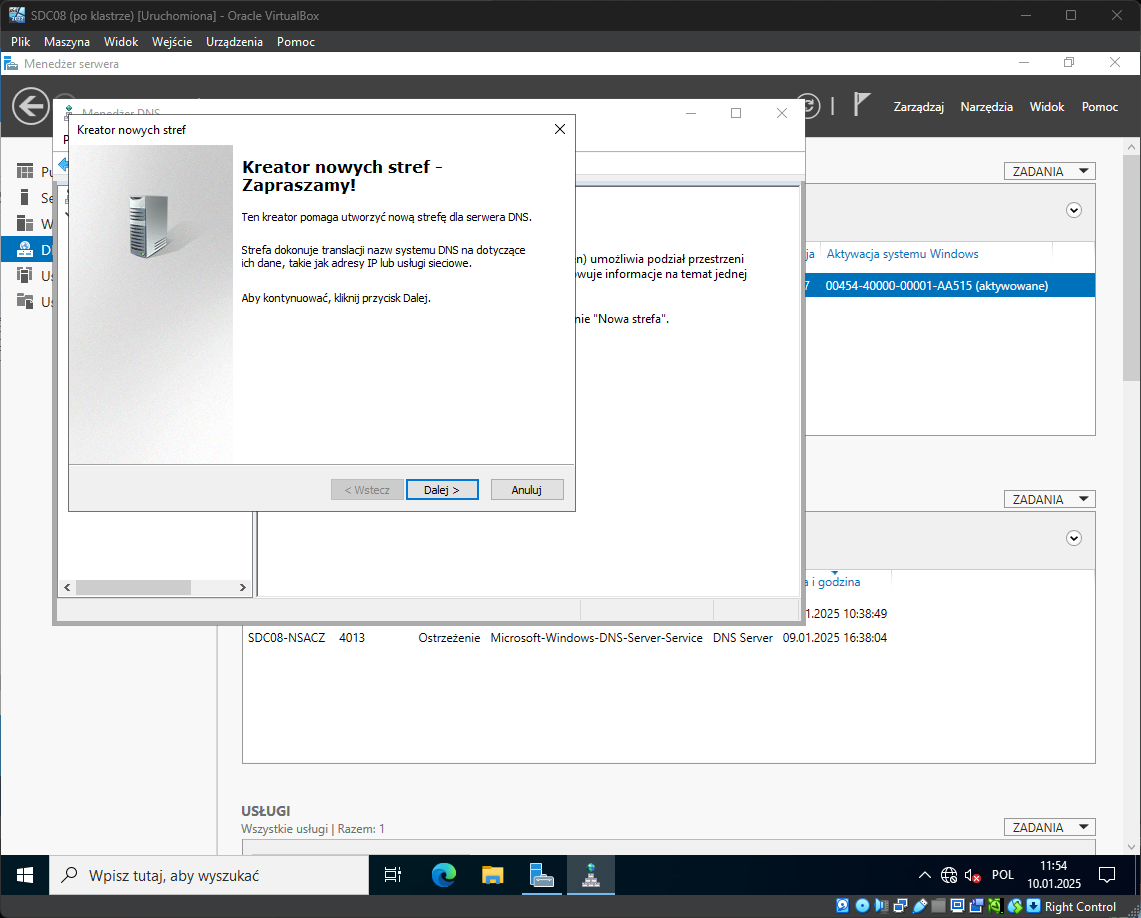 SDC08 (po klastrze) [Uruchomiona] - Oracle VirtualBox
Plik Maszyna Widok Wejście Urządzenia Pomoc
Menedżer serwera
Zarządzaj Narzędzia Widok Pomoc
Menedżer DNS
Kreator nowych stref
Kreator nowych stref -
Zapraszamy!
Ten kreator pomaga utworzyć nową strefę dla serwera DNS.
Strefa dokonuje translacji nazw systemu DNS na dotyczące
ich dane, takie jak adresy IP lub usługi sieciowe.
Aby kontynuować, kliknij przycisk Dalej.
< Wstecz Dalej > Anuluj
en) umożliwia podział przestrzeni
owuje informacje na temat jednej
nie "Nowa strefa".
ZADANIA
ja Aktywacja systemu Windows
7 00454-40000-00001-AA515 (aktywowane)
ZADANIA
a i godzina
1.2025 10:38:49
SDC08-NSACZ 4013 Ostrzeżenie Microsoft-Windows-DNS-Server-Service DNS Server 09.01.2025 16:38:04
USŁUGI
Wszystkie usługi | Razem: 1
ZADANIA
Wpisz tutaj, aby wyszukać
POL
11:54
10.01.2025
Right Control